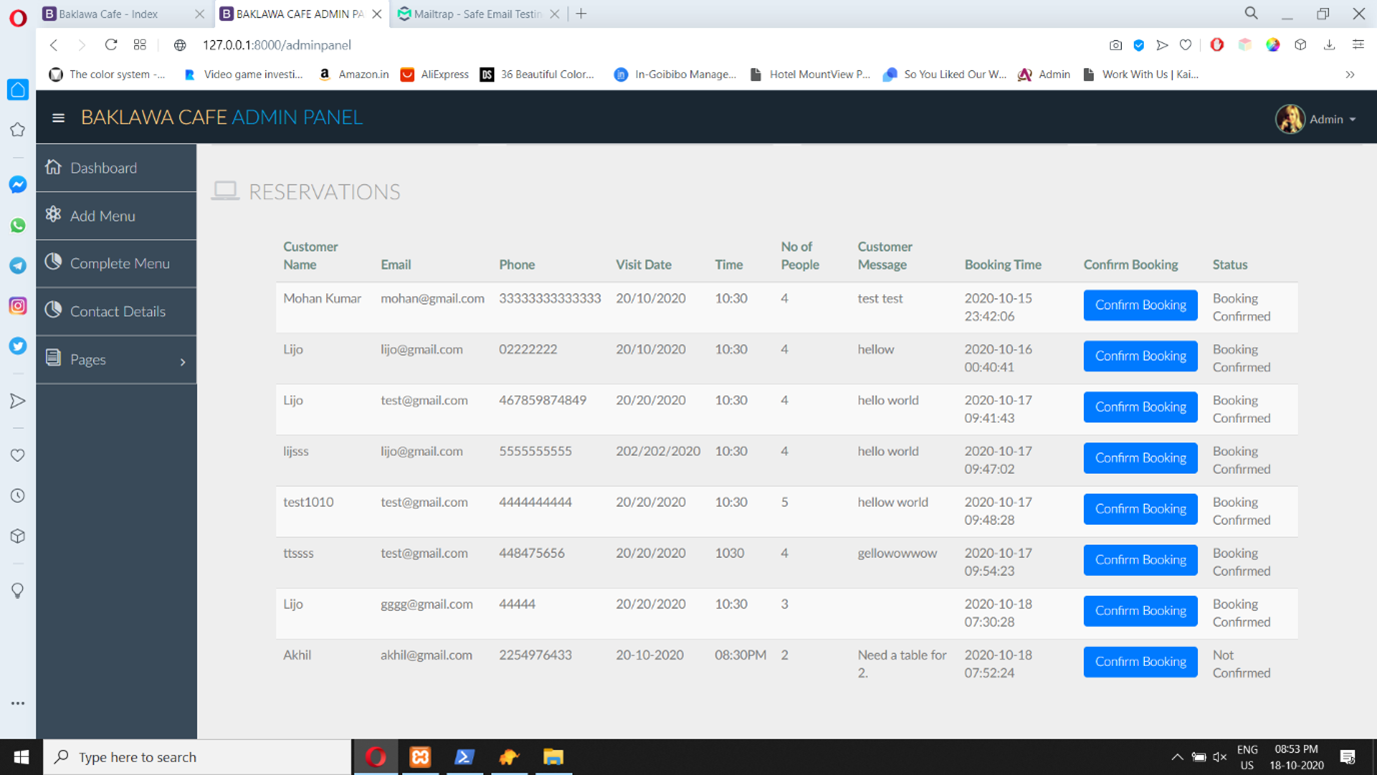 Baklawa Cafe - Index
BAKLAWA CAFE ADMIN PA
Mailtrap - Safe Email Testin
127.0.0.1:8000/adminpanel
The color system -...
Video game investi...
Amazon.in
AliExpress
36 Beautiful Color...
In-Goibibo Manage...
Hotel MountView P...
So You Liked Our W...
Admin
Work With Us | Kai...
BAKLAWA CAFE ADMIN PANEL
Admin
Dashboard
Add Menu
Complete Menu
Contact Details
Pages
RESERVATIONS
Customer Name Email Phone Visit Date Time No of People Customer Message Booking Time Confirm Booking Status
Mohan Kumar mohan@gmail.com 33333333333333 20/10/2020 10:30 4 test test 2020-10-15 23:42:06 Confirm Booking Booking Confirmed
Lijo lijo@gmail.com 02222222 20/10/2020 10:30 4 hellow 2020-10-16 00:40:41 Confirm Booking Booking Confirmed
Lijo test@gmail.com 467859874849 20/20/2020 10:30 4 hello world 2020-10-17 09:41:43 Confirm Booking Booking Confirmed
lijsss lijo@gmail.com 5555555555 202/202/2020 10:30 4 hello world 2020-10-17 09:47:02 Confirm Booking Booking Confirmed
test1010 test@gmail.com 4444444444 20/20/2020 10:30 5 hellow world 2020-10-17 09:48:28 Confirm Booking Booking Confirmed
ttssss test@gmail.com 448475656 20/20/2020 1030 4 gellowowwow 2020-10-17 09:54:23 Confirm Booking Booking Confirmed
Lijo gggg@gmail.com 44444 20/20/2020 10:30 3 2020-10-18 07:30:28 Confirm Booking Booking Confirmed
Akhil akhil@gmail.com 2254976433 20-10-2020 08:30PM 2 Need a table for 2. 2020-10-18 07:52:24 Confirm Booking Not Confirmed
Type here to search
ENG
US
08:53 PM
18-10-2020